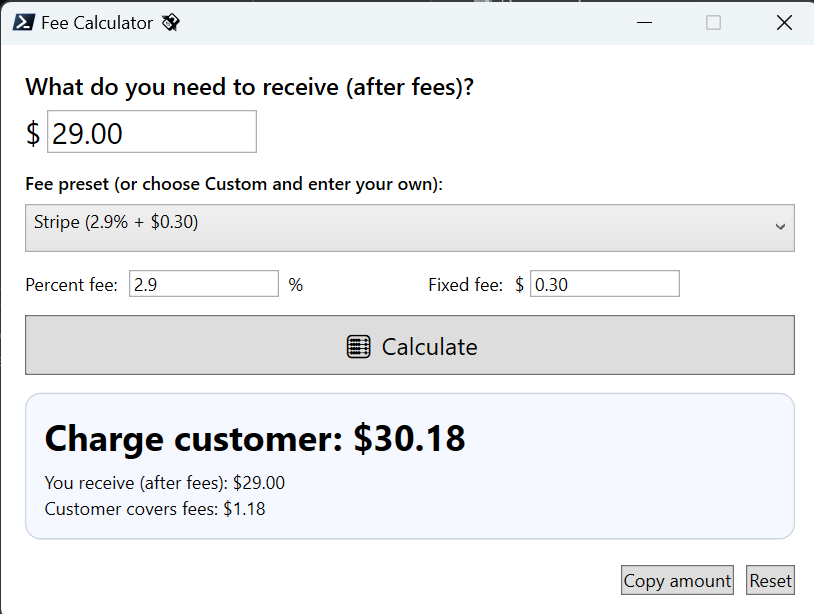 Fee Calculator
What do you need to receive (after fees)?
$ 29.00
Fee preset (or choose Custom and enter your own):
Stripe (2.9% + $0.30)
Percent fee: 2.9 % Fixed fee: $ 0.30
Calculate
Charge customer: $30.18
You receive (after fees): $29.00
Customer covers fees: $1.18
Copy amount Reset